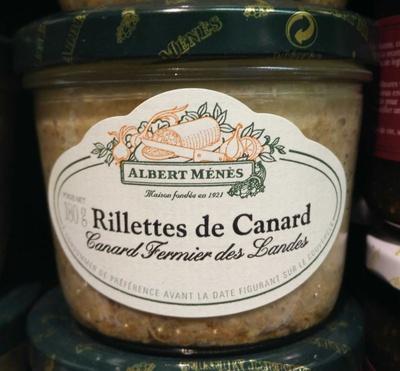 ALBERT MÉNÈS
Maison fondée en 1921
POIDS NET
180 g
Rillettes de Canard
Canard Fermier des Landes
À CONSOMMER DE PRÉFÉRENCE AVANT LA DATE FIGURANT SUR LE COUVERCLE